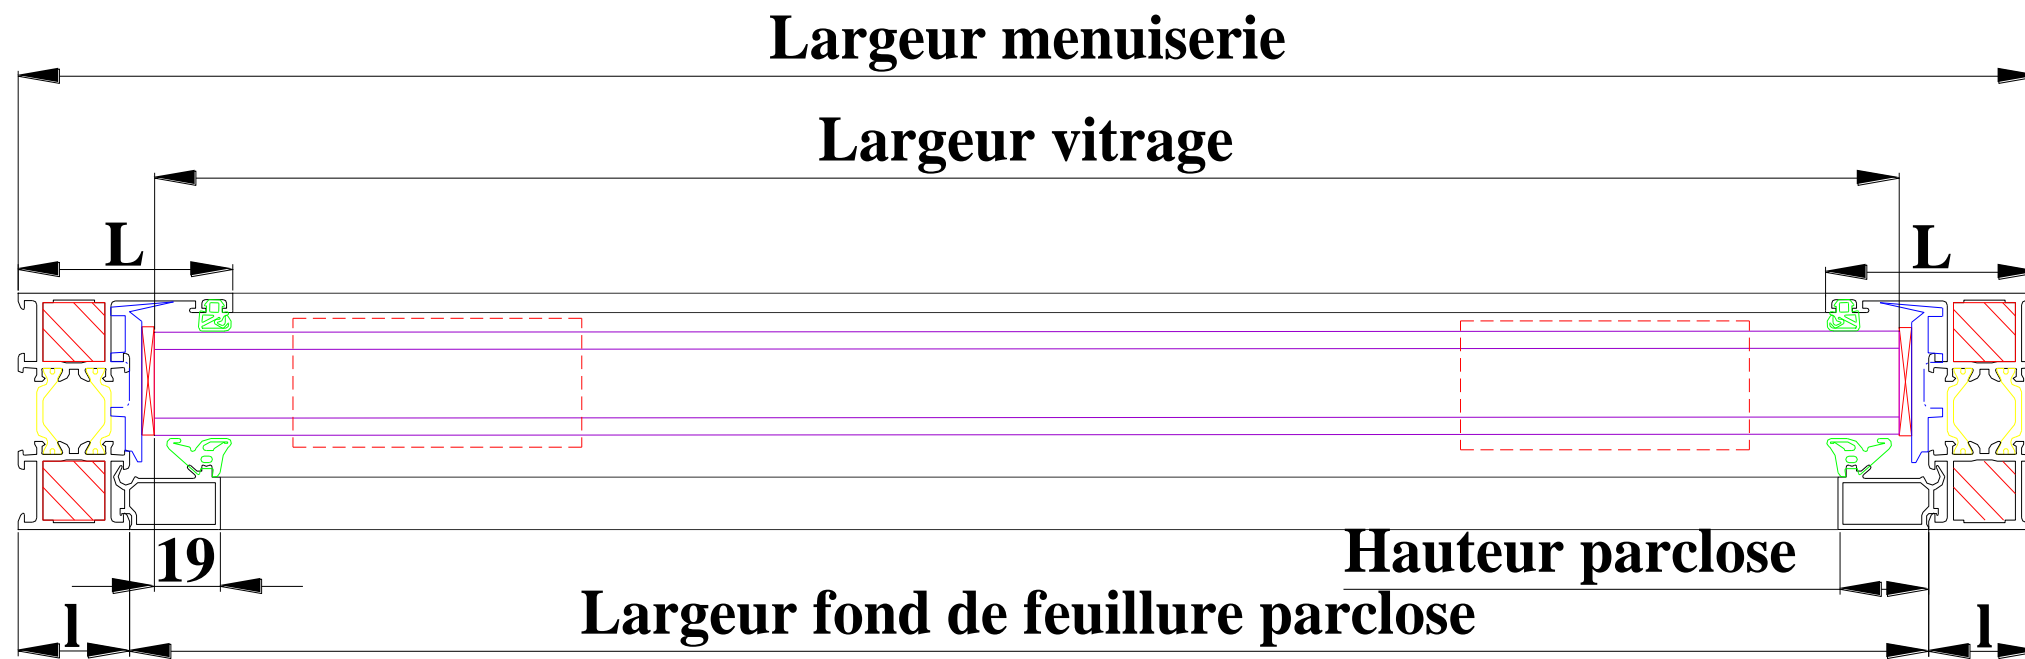 Largeur menuiserie
Largeur vitrage
L
L
19
Hauteur parclose
l
Largeur fond de feuillure parclose
l